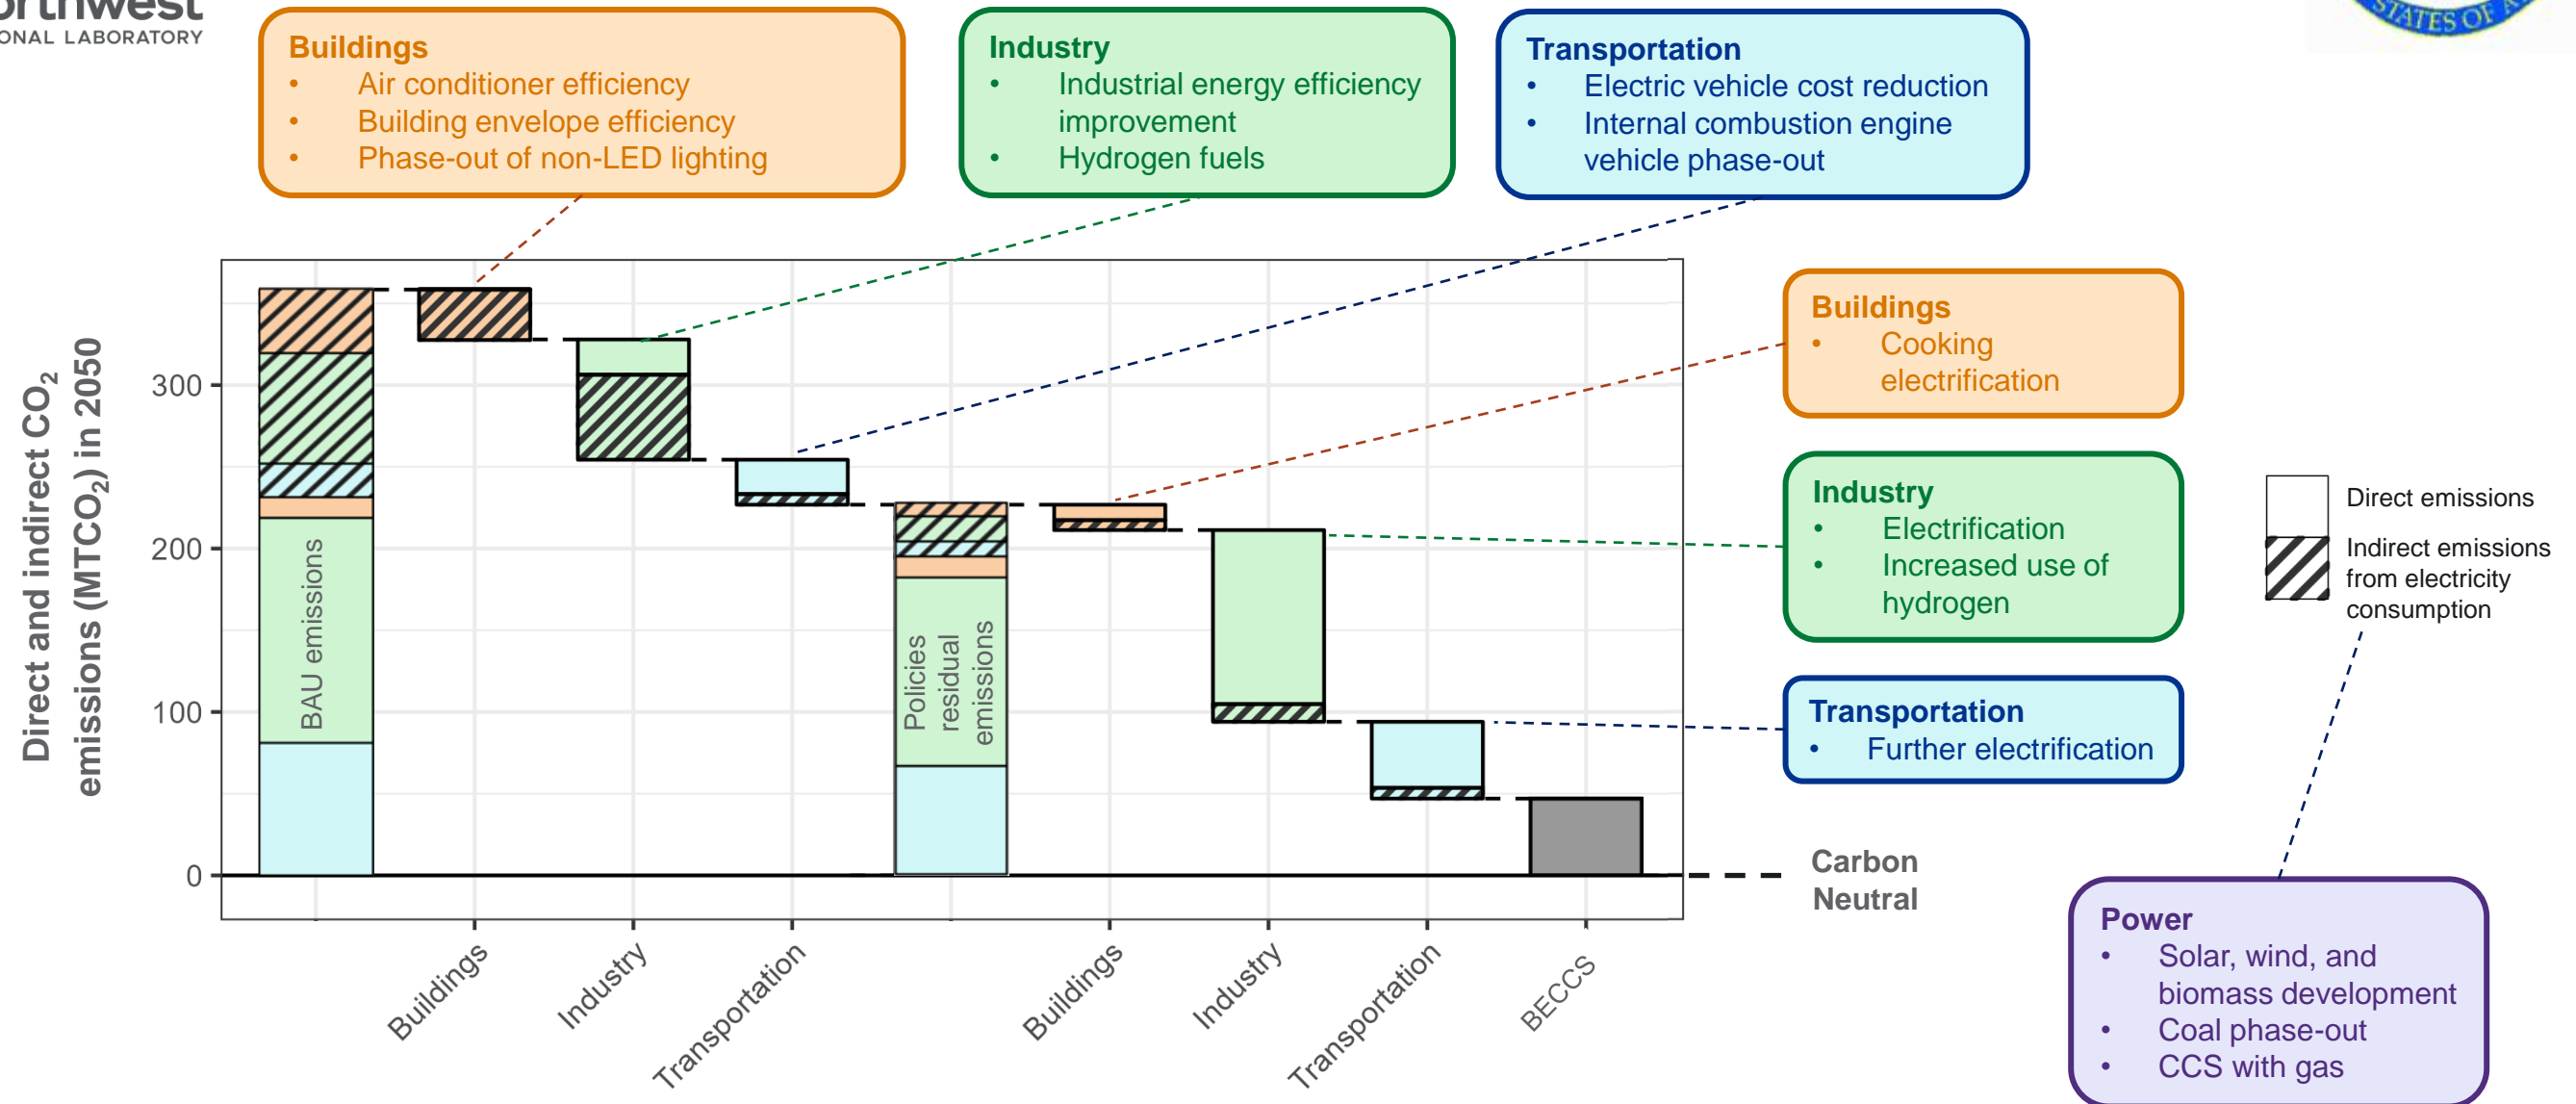 ONAL LABORATORY
STATES OF
Buildings
• Air conditioner efficiency
• Building envelope efficiency
• Phase-out of non-LED lighting
Industry
• Industrial energy efficiency
improvement
• Hydrogen fuels
Transportation
• Electric vehicle cost reduction
• Internal combustion engine
vehicle phase-out
Direct and indirect CO₂
emissions (MTCO₂) in 2050
300
200
100
0
BAU emissions
Policies
residual
emissions
Buildings
Industry
Transportation
Buildings
Industry
Transportation
BECCS
Buildings
• Cooking
electrification
Industry
• Electrification
• Increased use of
hydrogen
Transportation
• Further electrification
Carbon
Neutral
Direct emissions
Indirect emissions
from electricity
consumption
Power
• Solar, wind, and
biomass development
• Coal phase-out
• CCS with gas